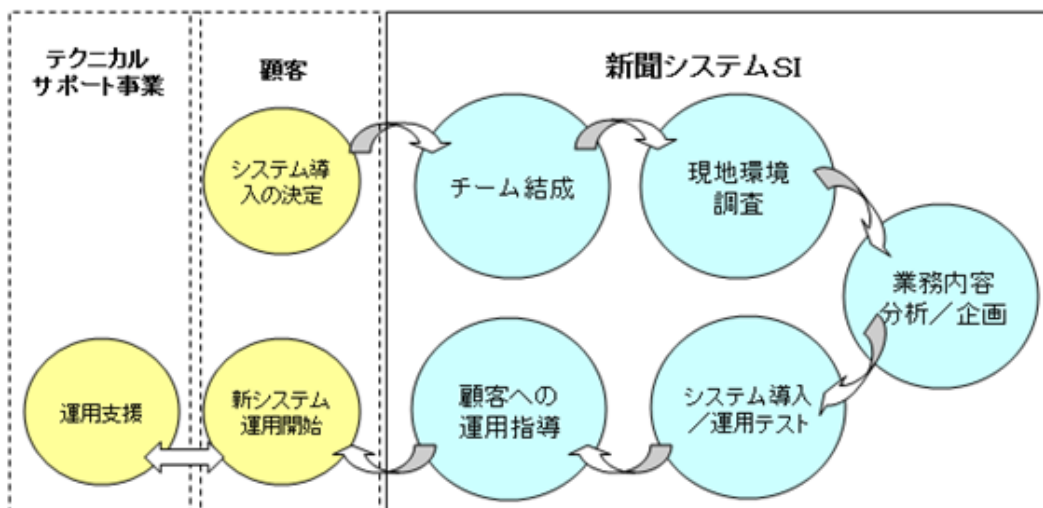 テクニカル
サポート事業
顧客
新聞システムSI
システム導
入の決定
チーム結成
現地環境
調査
業務内容
分析／企画
運用支援
新システム
運用開始
顧客への
運用指導
システム導入
／運用テスト